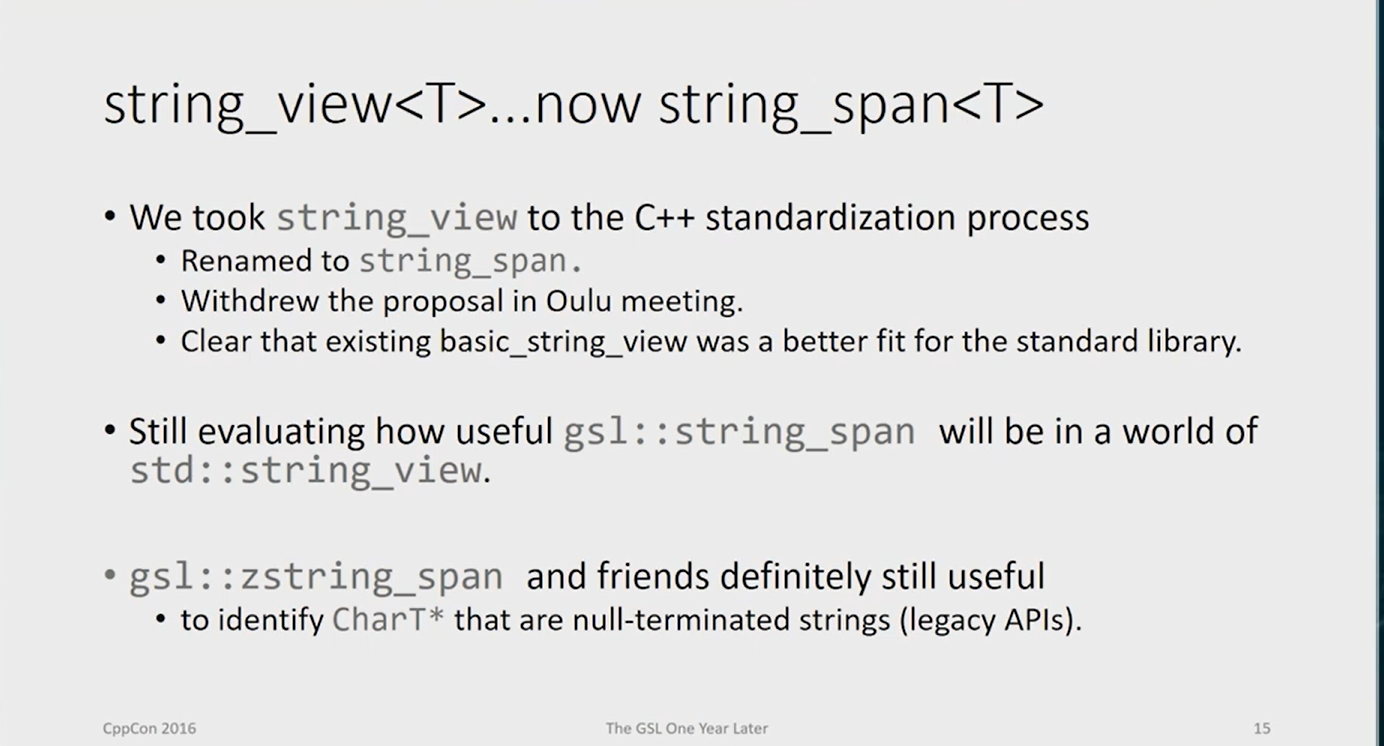 string_view<T>...now string_span<T>
• We took string_view to the C++ standardization process
• Renamed to string_span.
• Withdrew the proposal in Oulu meeting.
• Clear that existing basic_string_view was a better fit for the standard library.
• Still evaluating how useful gsl::string_span will be in a world of
std::string_view.
• gsl::zstring_span and friends definitely still useful
• to identify CharT* that are null-terminated strings (legacy APIs).
CppCon 2016
The GSL One Year Later
15